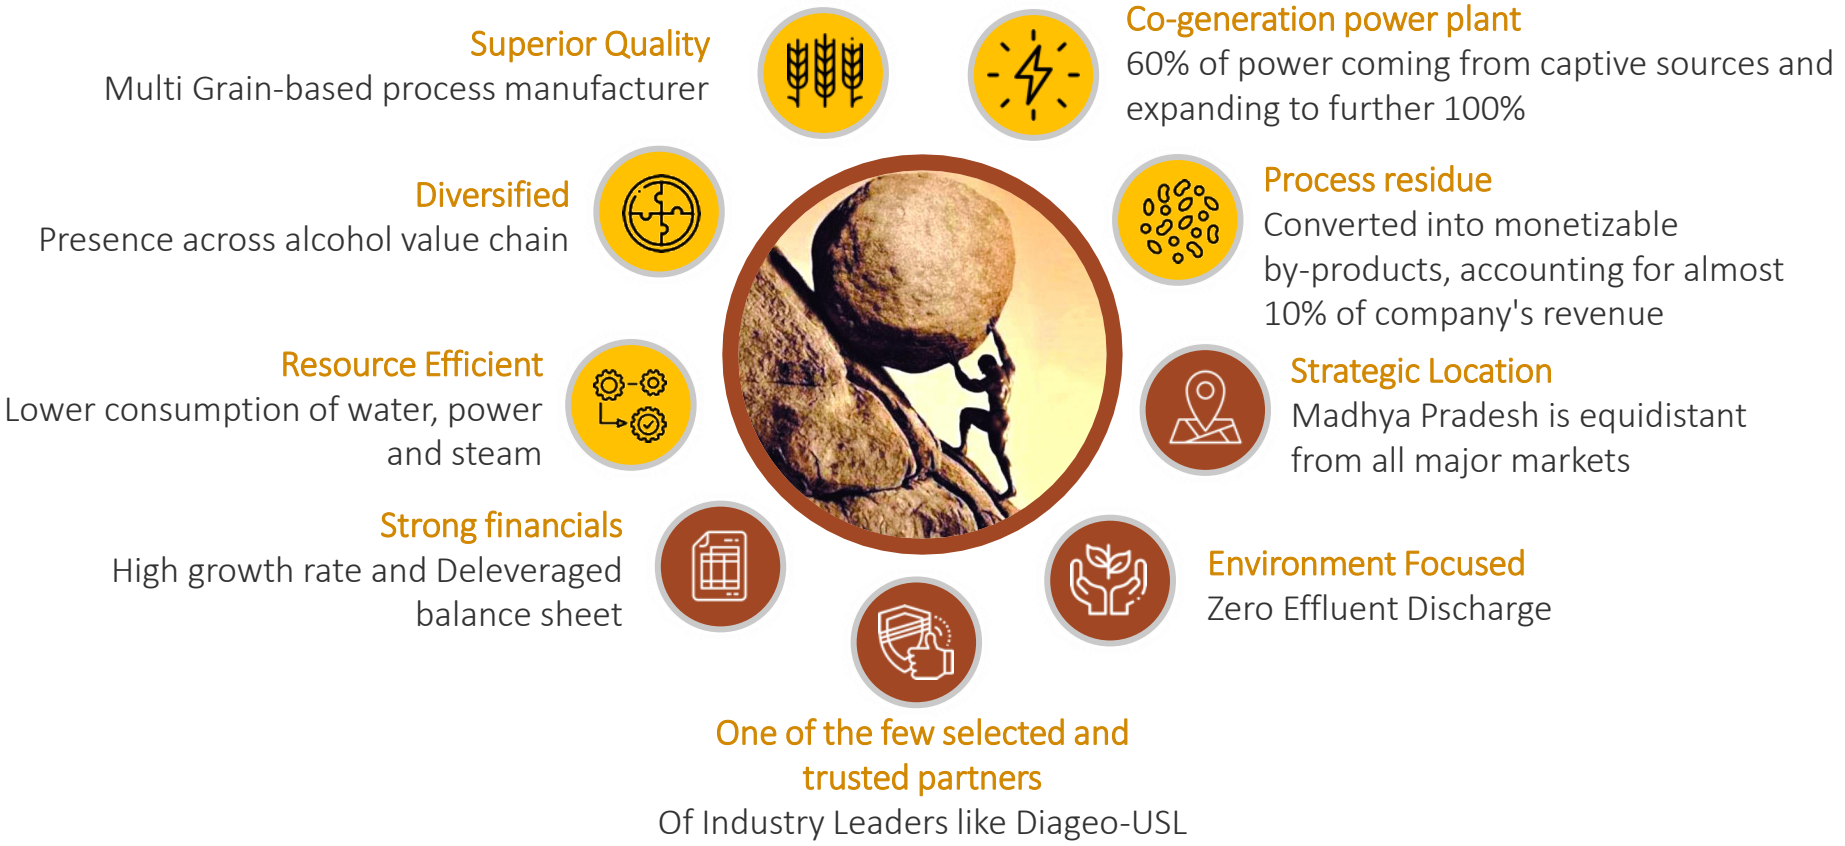 Superior Quality
Multi Grain-based process manufacturer
Diversified
Presence across alcohol value chain
Resource Efficient
Lower consumption of water, power
and steam
Strong financials
High growth rate and Deleveraged
balance sheet
One of the few selected and
trusted partners
Of Industry Leaders like Diageo-USL
Co-generation power plant
60% of power coming from captive sources and
expanding to further 100%
Process residue
Converted into monetizable
by-products, accounting for almost
10% of company's revenue
Strategic Location
Madhya Pradesh is equidistant
from all major markets
Environment Focused
Zero Effluent Discharge